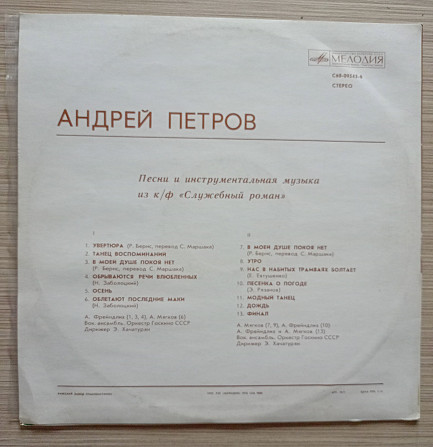 МЕЛОДИЯ
С60-09541-6
СТЕРЕО
АНДРЕЙ ПЕТРОВ
Песни и инструментальная музыка
из к/ф «Служебный роман»
I
1. УВЕРТЮРА (Р. Бернс, перевод С. Маршака)
2. ТАНЕЦ ВОСПОМИНАНИЙ
3. В МОЕЙ ДУШЕ ПОКОЯ НЕТ
(Р. Бернс, перевод С. Маршака)
4. ОБРЫВАЮТСЯ РЕЧИ ВЛЮБЛЕННЫХ
(Н. Заболоцкий)
5. ОСЕНЬ
6. ОБЛЕТАЮТ ПОСЛЕДНИЕ МАКИ
(Н. Заболоцкий)
А. Фрейндлих (1, 3, 4), А. Мягков (6)
Вок. ансамбль. Оркестр Госкино СССР
Дирижер Э. Хачатурян
II
7. В МОЕЙ ДУШЕ ПОКОЯ НЕТ
(Р. Бернс, перевод С. Маршака)
8. УТРО
9. НАС В НАБИТЫХ ТРАМВАЯХ БОЛТАЕТ
(Е. Евтушенко)
10. ПЕСЕНКА О ПОГОДЕ
(Э. Рязанов)
11. МОДНЫЙ ТАНЕЦ
12. ДОЖДЬ
13. ФИНАЛ
А. Мягков (7, 9), А. Фрейндлих (10)
А. Фрейндлих и А. Мягков (13)
Вок. ансамбль. Оркестр Госкино СССР
Дирижер Э. Хачатурян